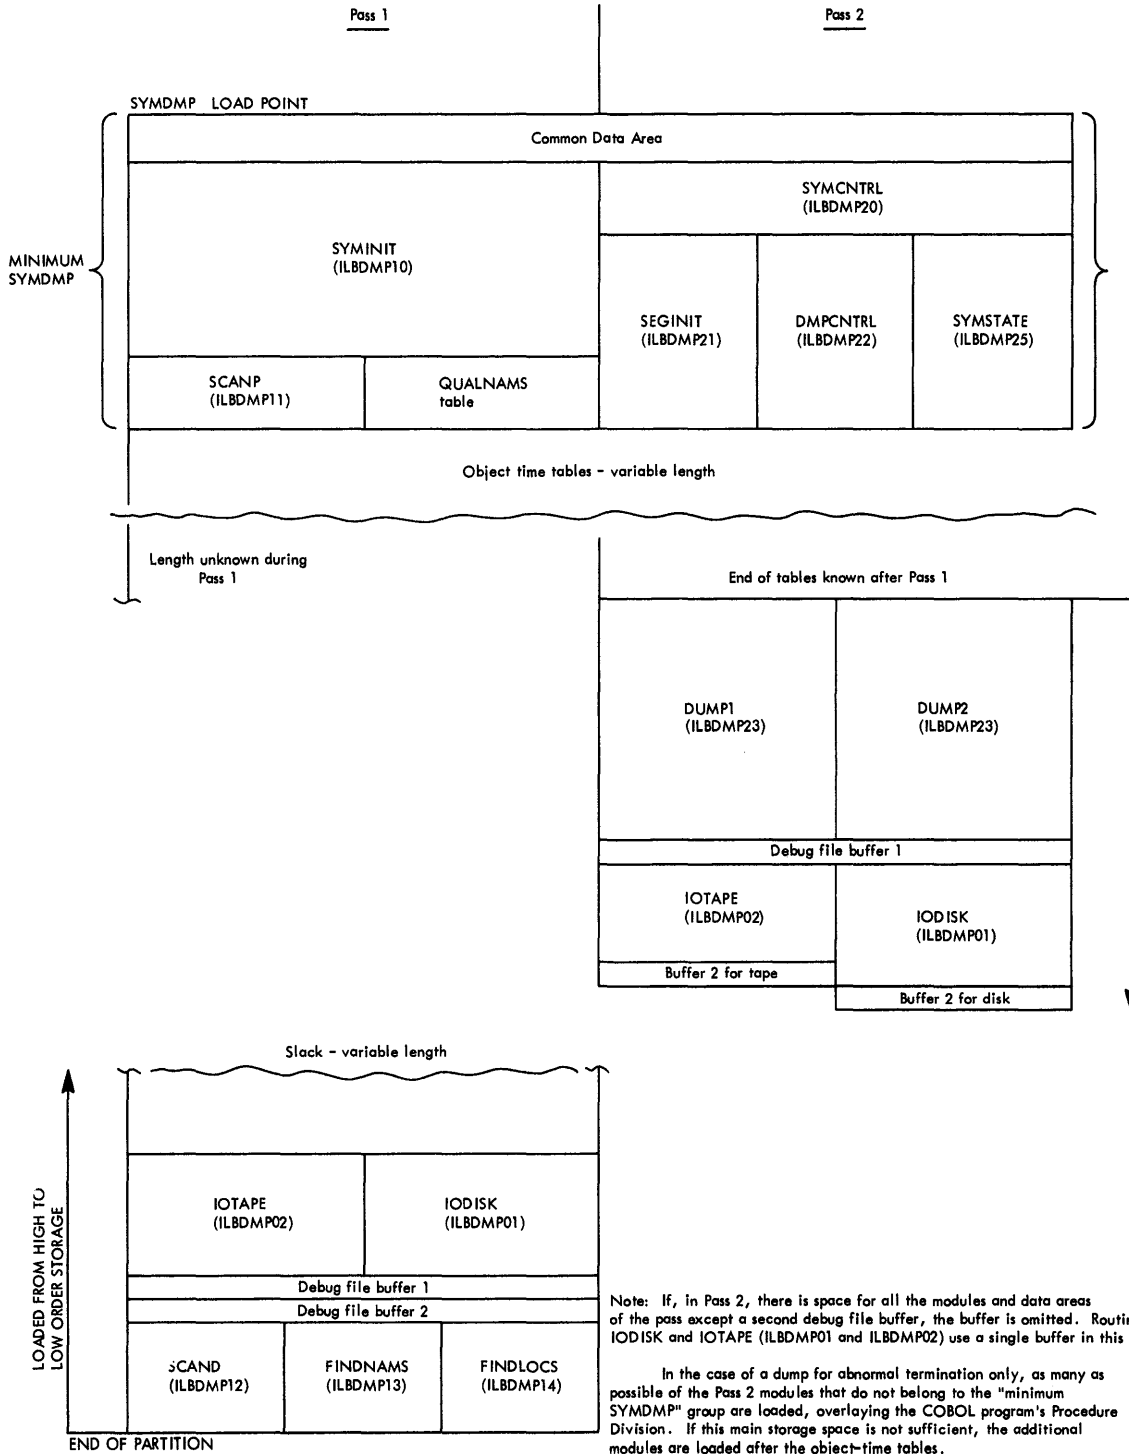 Pass 1
Pass 2
SYMDMP LOAD POINT
Common Data Area
MINIMUM
SYMDMP
SYMINIT
(ILBDMP10)
SYMCNTRL
(ILBDMP20)
SEGINIT
(ILBDMP21)
DMPCNTRL
(ILBDMP22)
SYMSTATE
(ILBDMP25)
SCANP
(ILBDMP11)
QUALNAMS
table
Object time tables - variable length
Length unknown during
Pass 1
End of tables known after Pass 1
DUMP1
(ILBDMP23)
DUMP2
(ILBDMP23)
Debug file buffer 1
IOTAPE
(ILBDMP02)
IODISK
(ILBDMP01)
Buffer 2 for tape
Buffer 2 for disk
Slack - variable length
LOADED FROM HIGH TO
LOW ORDER STORAGE
IOTAPE
(ILBDMP02)
IODISK
(ILBDMP01)
Debug file buffer 1
Debug file buffer 2
SCAND
(ILBDMP12)
FINDNAMS
(ILBDMP13)
FINDLOCS
(ILBDMP14)
END OF PARTITION
Note: If, in Pass 2, there is space for all the modules and data areas
of the pass except a second debug file buffer, the buffer is omitted.
IODISK and IOTAPE (ILBDMP01 and ILBDMP02) use a single buffer in this
In the case of a dump for abnormal termination only, as many as
possible of the Pass 2 modules that do not belong to the "minimum
SYMDMP" group are loaded, overlaying the COBOL program's Procedure
Division. If this main storage space is not sufficient, the additional
modules are loaded after the object-time tables.